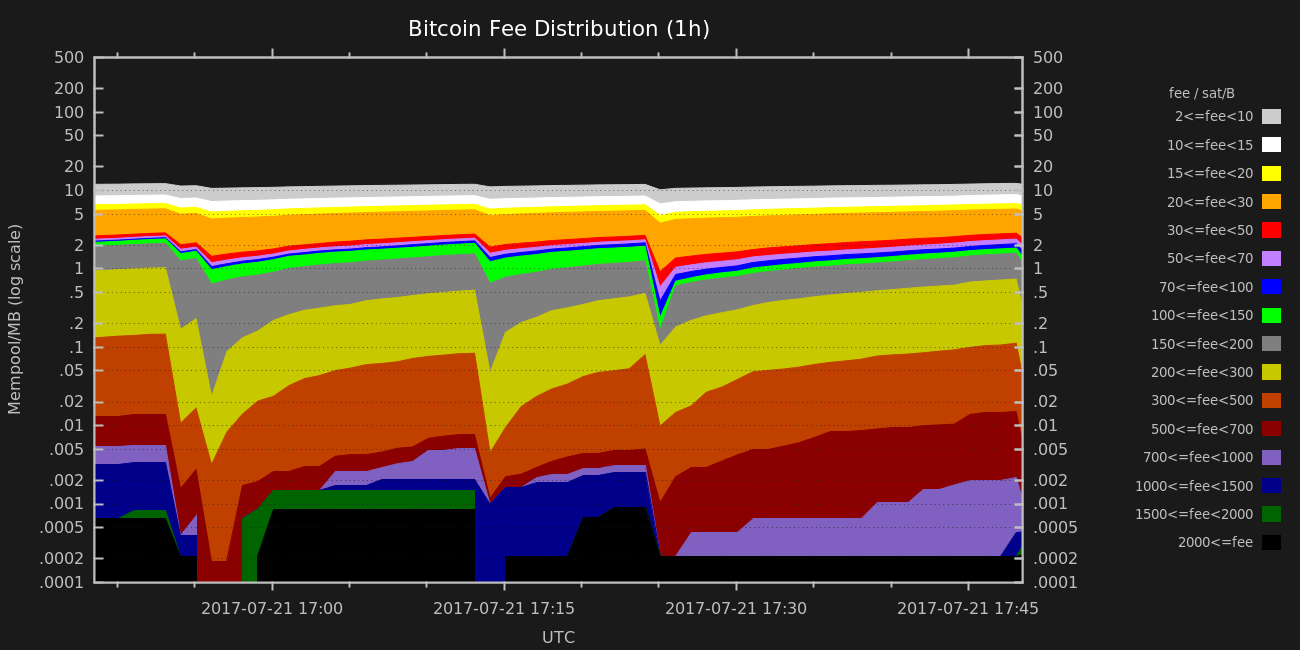 Bitcoin Fee Distribution (1h)
500 500
200 200
100 100
50 50
20 20
10 10
5 5
2 2
1 1
.5 .5
.2 .2
.1 .1
.05 .05
.02 .02
.01 .01
.005 .005
.002 .002
.001 .001
.0005 .0005
.0002 .0002
.0001 .0001
Mempool/MB (log scale)
2017-07-21 17:00 2017-07-21 17:15 2017-07-21 17:30 2017-07-21 17:45
UTC
fee / sat/B
2<=fee<10
10<=fee<15
15<=fee<20
20<=fee<30
30<=fee<50
50<=fee<70
70<=fee<100
100<=fee<150
150<=fee<200
200<=fee<300
300<=fee<500
500<=fee<700
700<=fee<1000
1000<=fee<1500
1500<=fee<2000
2000<=fee